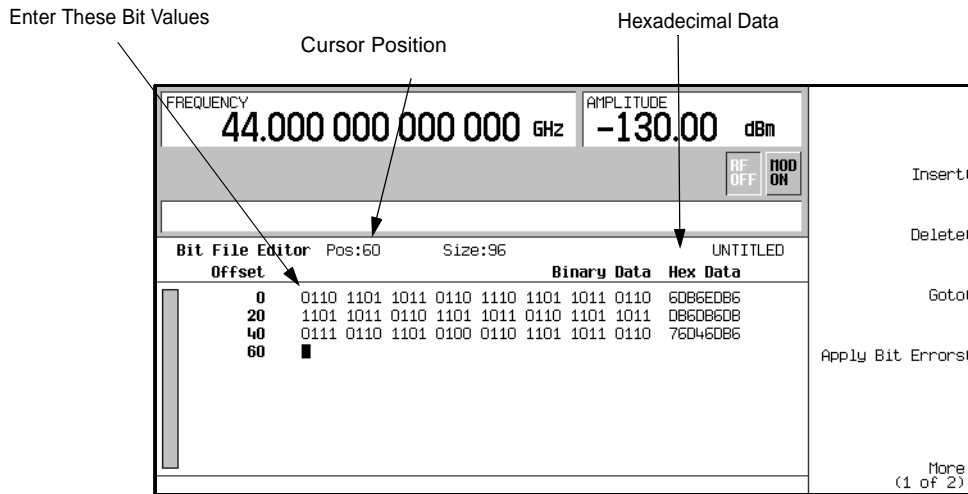 Enter These Bit Values
Cursor Position
Hexadecimal Data
FREQUENCY
44.000 000 000 000 GHz
AMPLITUDE
-130.00 dBm
RF OFF
MOD ON
Insert
Delete
Goto
Apply Bit Errors
More
(1 of 2)
Bit File Editor Pos:60 Size:96 UNTITLED
Offset Binary Data Hex Data
0 0110 1101 1011 0110 1110 1101 1011 0110 6DB6EDB6
20 1101 1011 0110 1101 1011 0110 1101 1011 DB6DB6DB
40 0111 0110 1101 0100 0110 1101 1011 0110 76D46DB6
60